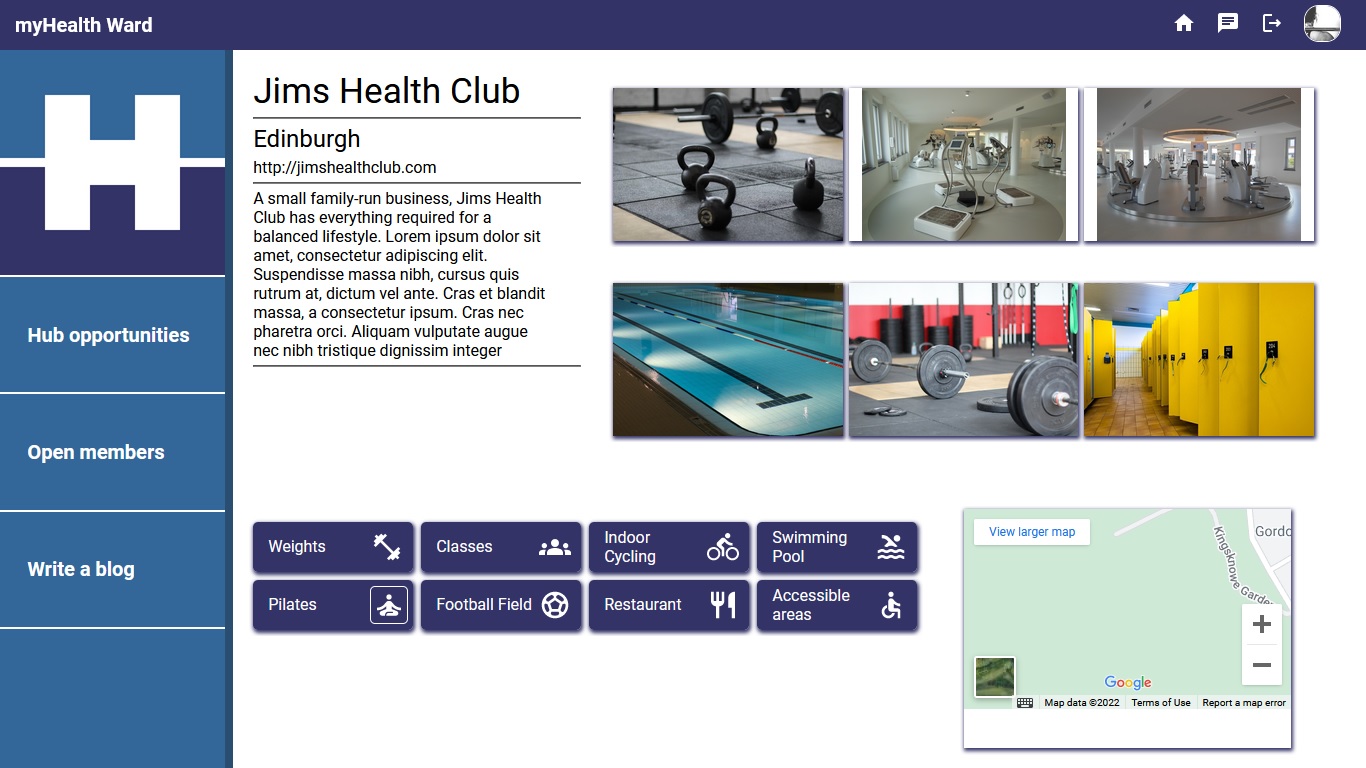 myHealth Ward
Hub opportunities
Open members
Write a blog
Jims Health Club
Edinburgh
http://jimshealthclub.com
A small family-run business, Jims Health
Club has everything required for a
balanced lifestyle. Lorem ipsum dolor sit
amet, consectetur adipiscing elit.
Suspendisse massa nibh, cursus quis
rutrum at, dictum vel ante. Cras et blandit
massa, a consectetur ipsum. Cras nec
pharetra orci. Aliquam vulputate augue
nec nibh tristique dignissim integer
Weights
Classes
Indoor
Cycling
Swimming
Pool
Pilates
Football Field
Restaurant
Accessible
areas
View larger map
Kingsknowe Garde
Gordo
Google
Map data ©2022
Terms of Use
Report a map error